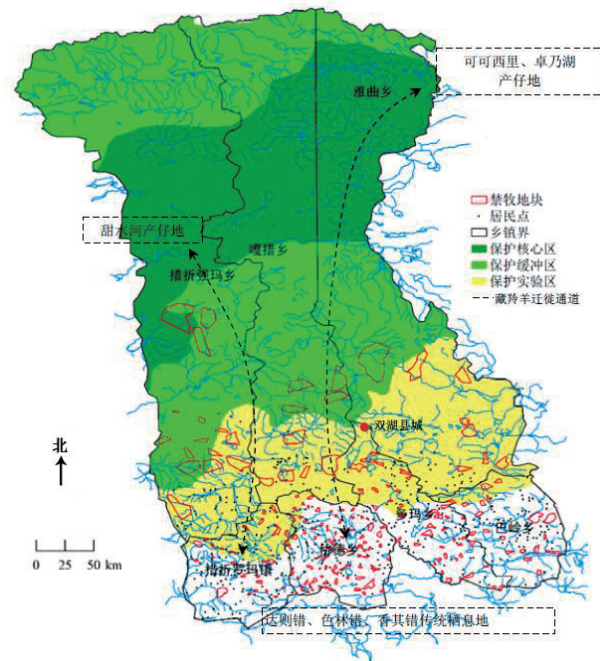 可可西里、卓乃湖
产仔地
雅曲乡
禁牧地块
居民点
乡镇界
保护核心区
保护缓冲区
保护实验区
藏羚羊迁徙通道
甜水河产仔地
嘎措乡
措折强玛乡
双湖县城
北
多玛乡
巴岭乡
协德乡
措折罗玛镇
0 25 50 km
达则错、色林错、香其错传统栖息地